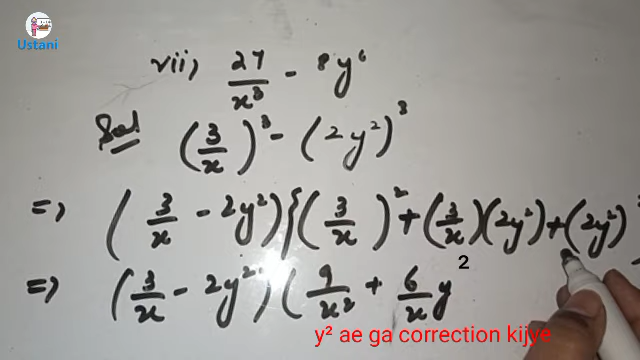 Ustani
vii) 27/x³ - 8y⁶
Sol (3/x)³ - (2y²)³
=> (3/x - 2y²){(3/x)² + (3/x)(2y²) + (2y²)²
=> (3/x - 2y²)(9/x² + 6/x y²
y² ae ga correction kijye